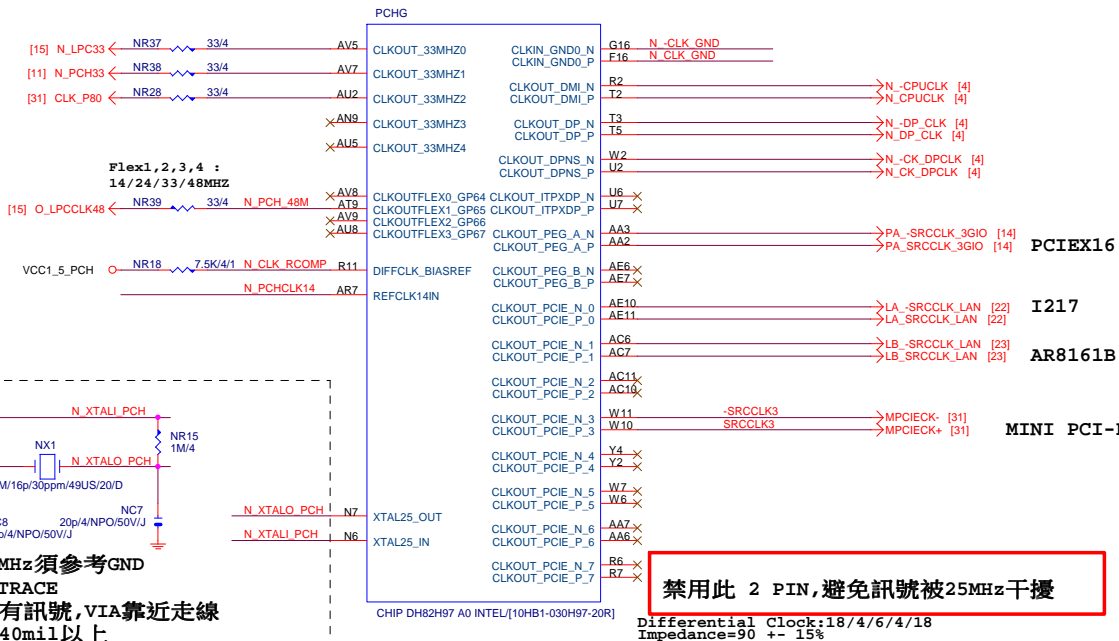 PCHG
[15] N_LPC33 NR37 33/4 AV5 CLKOUT_33MHZ0
[11] N_PCH33 NR38 33/4 AV7 CLKOUT_33MHZ1
[31] CLK_P80 NR28 33/4 AU2 CLKOUT_33MHZ2
AN9 CLKOUT_33MHZ3
AU5 CLKOUT_33MHZ4
Flex1,2,3,4 :
14/24/33/48MHZ
AV8 CLKOUTFLEX0_GP64
[15] O_LPCCLK48 NR39 33/4 N_PCH_48M AT9 CLKOUTFLEX1_GP65
AV9 CLKOUTFLEX2_GP66
AU8 CLKOUTFLEX3_GP67
VCC1_5_PCH NR18 7.5K/4/1 N_CLK_RCOMP R11 DIFFCLK_BIASREF
N_PCHCLK14 AR7 REFCLK14IN
N_XTALO_PCH N7 XTAL25_OUT
N_XTALI_PCH N6 XTAL25_IN
CLKIN_GND0_N G16 N_-CLK_GND
CLKIN_GND0_P F16 N_CLK_GND
CLKOUT_DMI_N R2 N_-CPUCLK [4]
CLKOUT_DMI_P T2 N_CPUCLK [4]
CLKOUT_DP_N T3 N_-DP_CLK [4]
CLKOUT_DP_P T5 N_DP_CLK [4]
CLKOUT_DPNS_N W2 N_-CK_DPCLK [4]
CLKOUT_DPNS_P U2 N_CK_DPCLK [4]
CLKOUT_ITPXDP_N U6
CLKOUT_ITPXDP_P U7
CLKOUT_PEG_A_N AA3 PA_-SRCCLK_3GIO [14]
CLKOUT_PEG_A_P AA2 PA_SRCCLK_3GIO [14]
PCIEX16
CLKOUT_PEG_B_N AE6
CLKOUT_PEG_B_P AE7
CLKOUT_PCIE_N_0 AE10 LA_-SRCCLK_LAN [22]
CLKOUT_PCIE_P_0 AE11 LA_SRCCLK_LAN [22]
I217
CLKOUT_PCIE_N_1 AC6 LB_-SRCCLK_LAN [23]
CLKOUT_PCIE_P_1 AC7 LB_SRCCLK_LAN [23]
AR8161B
CLKOUT_PCIE_N_2 AC11
CLKOUT_PCIE_P_2 AC10
CLKOUT_PCIE_N_3 W11 -SRCCLK3 MPCIECK- [31]
CLKOUT_PCIE_P_3 W10 SRCCLK3 MPCIECK+ [31]
MINI PCI-
CLKOUT_PCIE_N_4 Y4
CLKOUT_PCIE_P_4 Y2
CLKOUT_PCIE_N_5 W7
CLKOUT_PCIE_P_5 W6
CLKOUT_PCIE_N_6 AA7
CLKOUT_PCIE_P_6 AA6
CLKOUT_PCIE_N_7 R6
CLKOUT_PCIE_P_7 R7
CHIP DH82H97 A0 INTEL/[10HB1-030H97-20R]
N_XTALI_PCH
NR15
1M/4
NX1
N_XTALO_PCH
M/16p/30ppm/49US/20/D
NC7
20p/4/NPO/50V/J
8
p/4/NPO/50V/J
MHz須參考GND
TRACE
有訊號,VIA靠近走線
40mil以上
禁用此 2 PIN,避免訊號被25MHz干擾
Differential Clock:18/4/6/4/18
Impedance=90 +- 15%